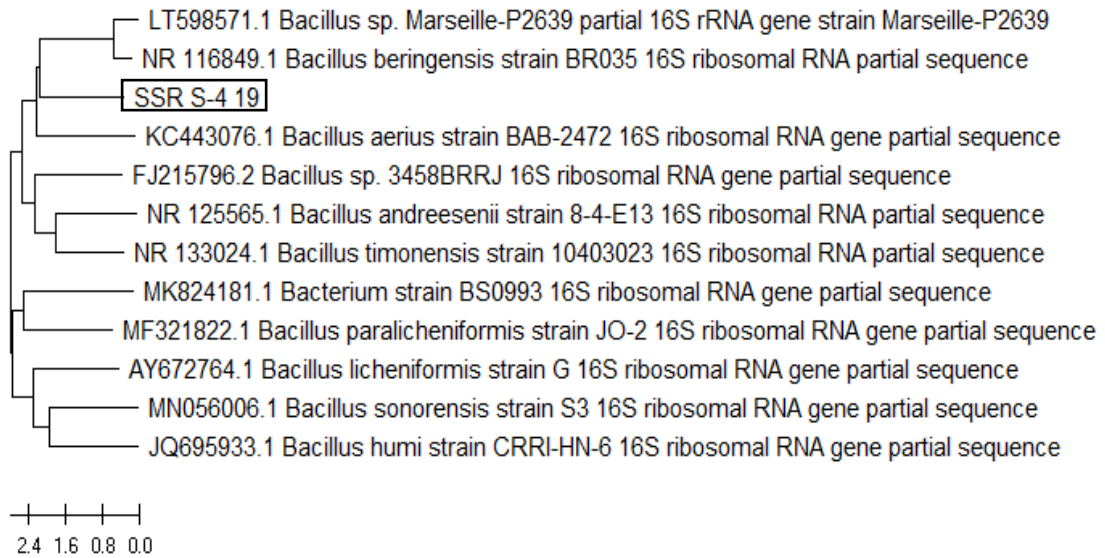 LT598571.1 Bacillus sp. Marseille-P2639 partial 16S rRNA gene strain Marseille-P2639
NR 116849.1 Bacillus beringensis strain BR035 16S ribosomal RNA partial sequence
SSR S-4 19
KC443076.1 Bacillus aerius strain BAB-2472 16S ribosomal RNA gene partial sequence
FJ215796.2 Bacillus sp. 3458BRRJ 16S ribosomal RNA gene partial sequence
NR 125565.1 Bacillus andreesenii strain 8-4-E13 16S ribosomal RNA partial sequence
NR 133024.1 Bacillus timonensis strain 10403023 16S ribosomal RNA partial sequence
MK824181.1 Bacterium strain BS0993 16S ribosomal RNA gene partial sequence
MF321822.1 Bacillus paralicheniformis strain JO-2 16S ribosomal RNA gene partial sequence
AY672764.1 Bacillus licheniformis strain G 16S ribosomal RNA gene partial sequence
MN056006.1 Bacillus sonorensis strain S3 16S ribosomal RNA gene partial sequence
JQ695933.1 Bacillus humi strain CRRI-HN-6 16S ribosomal RNA gene partial sequence
2.4 1.6 0.8 0.0